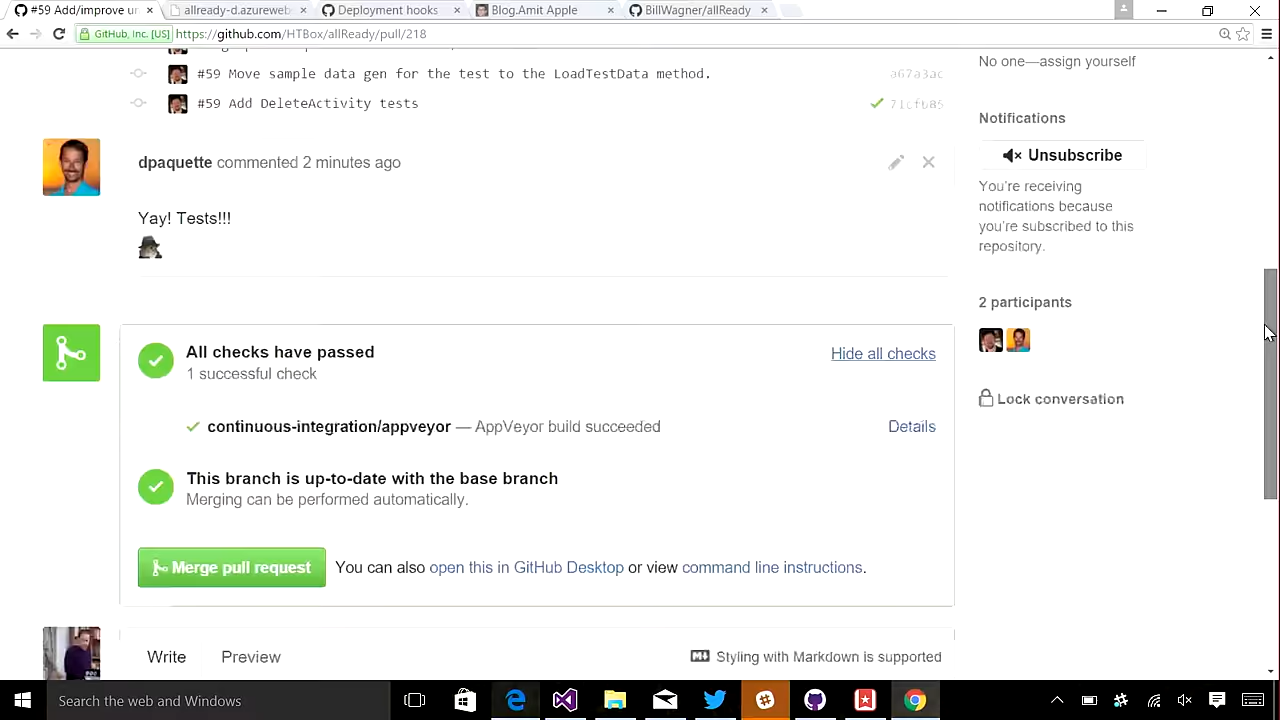 #59 Add/improve ur
allready-d.azureweb
Deployment hooks
Blog.Amit Apple
BillWagner/allReady
GitHub, Inc. [US]
https://github.com/HTBox/allReady/pull/218
#59 Move sample data gen for the test to the LoadTestData method.
a67a3ac
No one—assign yourself
#59 Add DeleteActivity tests
71cfb85
Notifications
Unsubscribe
You're receiving
notifications because
you're subscribed to this
repository.
dpaquette commented 2 minutes ago
Yay! Tests!!!
2 participants
Lock conversation
All checks have passed
1 successful check
Hide all checks
continuous-integration/appveyor — AppVeyor build succeeded
Details
This branch is up-to-date with the base branch
Merging can be performed automatically.
Merge pull request
You can also open this in GitHub Desktop or view command line instructions.
Write
Preview
Styling with Markdown is supported
Search the web and Windows